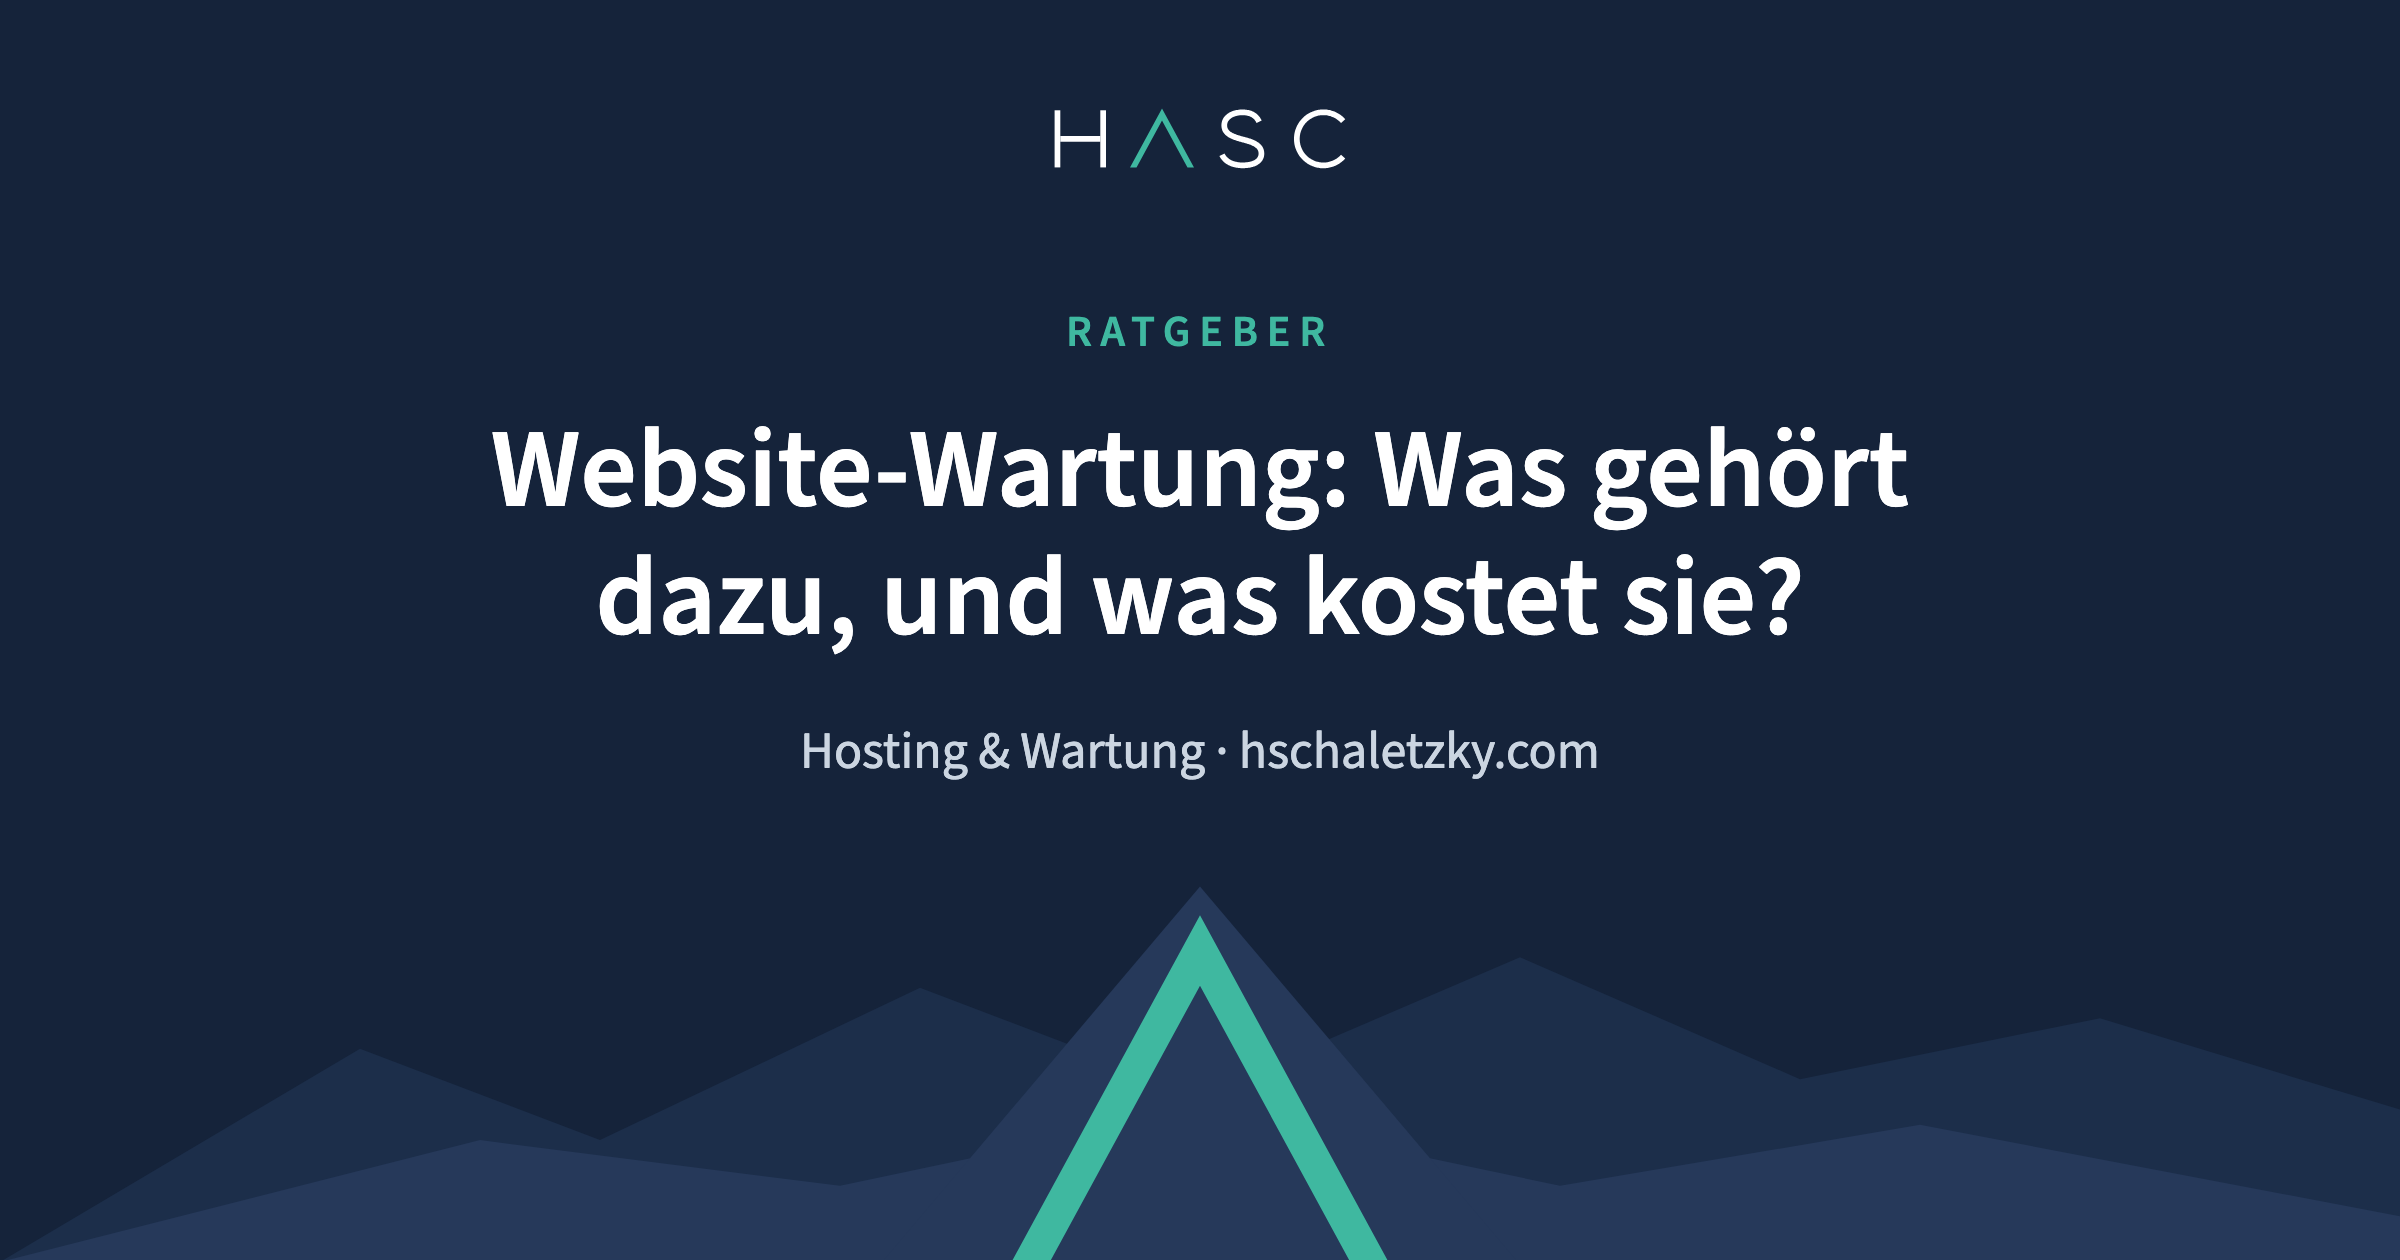 HASC
RATGEBER
Website-Wartung: Was gehört
dazu, und was kostet sie?
Hosting & Wartung · hschaletzky.com